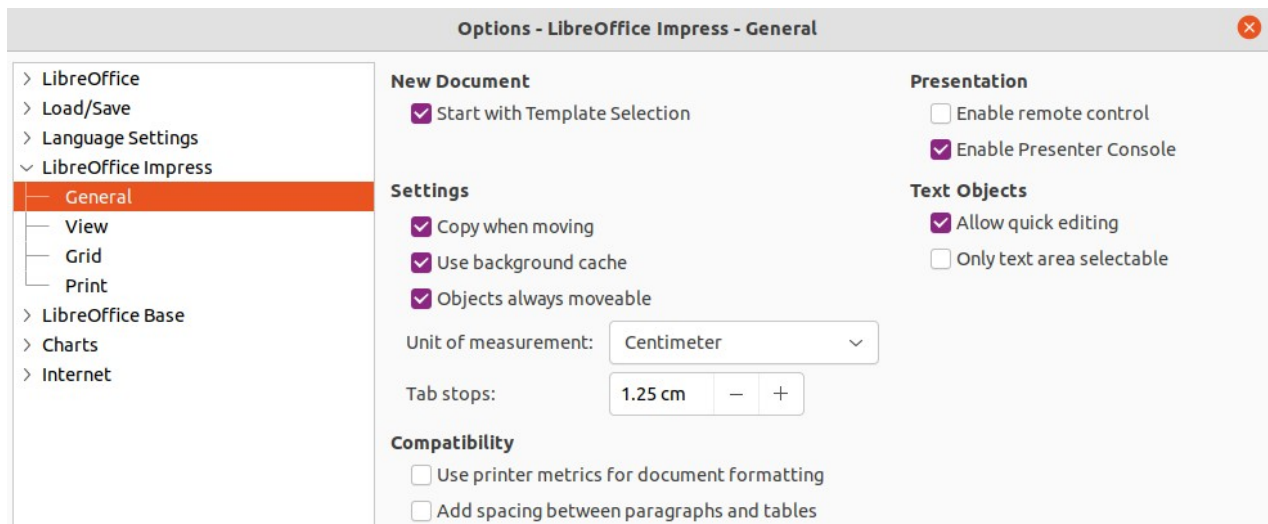 Options - LibreOffice Impress - General
LibreOffice
Load/Save
Language Settings
LibreOffice Impress
General
View
Grid
Print
LibreOffice Base
Charts
Internet
New Document
Start with Template Selection
Settings
Copy when moving
Use background cache
Objects always moveable
Unit of measurement: Centimeter
Tab stops: 1.25 cm
Compatibility
Use printer metrics for document formatting
Add spacing between paragraphs and tables
Presentation
Enable remote control
Enable Presenter Console
Text Objects
Allow quick editing
Only text area selectable